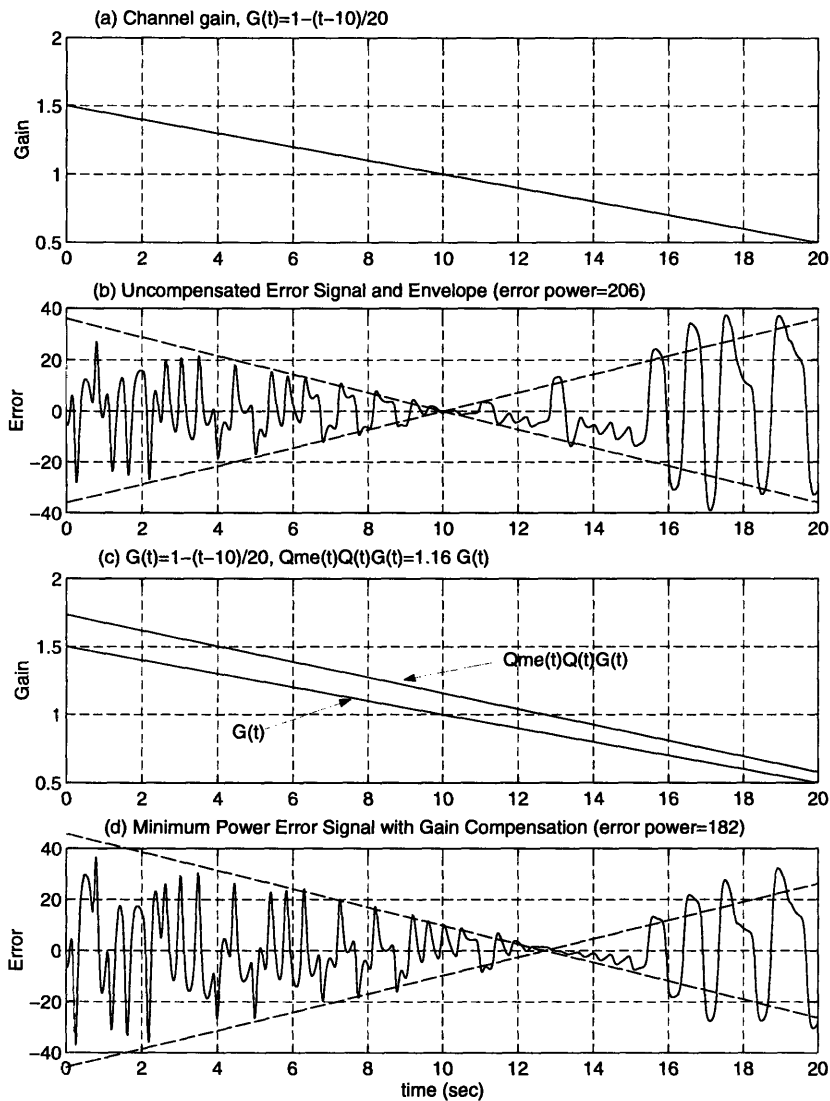 (a) Channel gain, G(t)=1−(t−10)/20
2
1.5
1
0.5
Gain
0 2 4 6 8 10 12 14 16 18 20
(b) Uncompensated Error Signal and Envelope (error power=206)
40
20
0
−20
−40
Error
0 2 4 6 8 10 12 14 16 18 20
(c) G(t)=1−(t−10)/20, Qme(t)Q(t)G(t)=1.16 G(t)
2
1.5
1
0.5
Gain
Qme(t)Q(t)G(t)
G(t)
0 2 4 6 8 10 12 14 16 18 20
(d) Minimum Power Error Signal with Gain Compensation (error power=182)
40
20
0
−20
−40
Error
0 2 4 6 8 10 12 14 16 18 20
time (sec)